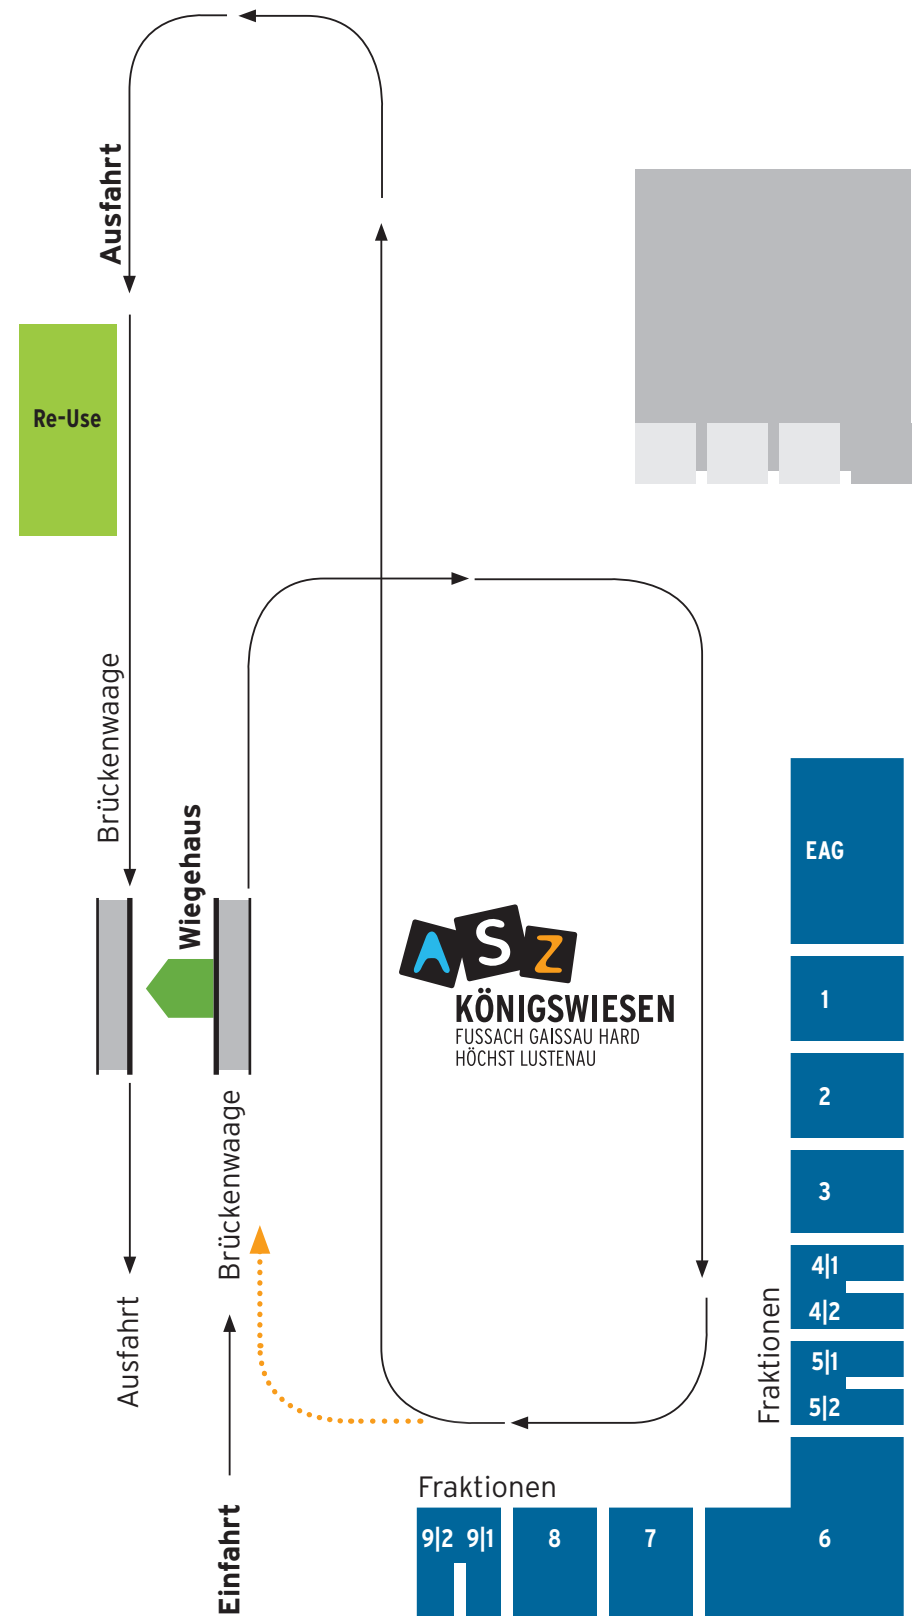 Ausfahrt
Re-Use
Brückenwaage
Wiegehaus
EAG
ASZ
KÖNIGSWIESEN
FUSSACH GAISSAU HARD
HÖCHST LUSTENAU
1
2
3
Brückenwaage
4|1
4|2
Ausfahrt
Fraktionen
5|1
5|2
Fraktionen
Einfahrt
9|2 9|1
8
7
6